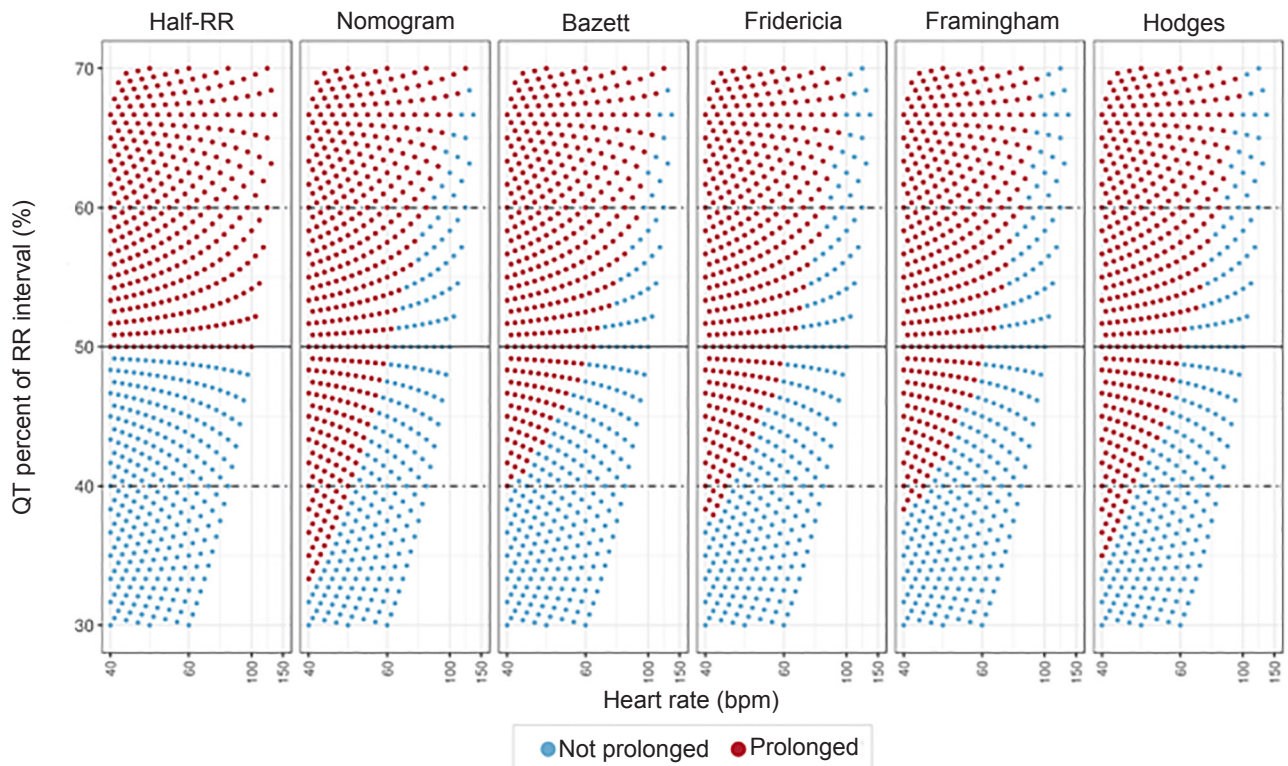 Half-RR Nomogram Bazett Fridericia Framingham Hodges
QT percent of RR interval (%)
70
60
50
40
30
40 60 100 150 40 60 100 150 40 60 100 150 40 60 100 150 40 60 100 150 40 60 100 150
Heart rate (bpm)
Not prolonged Prolonged